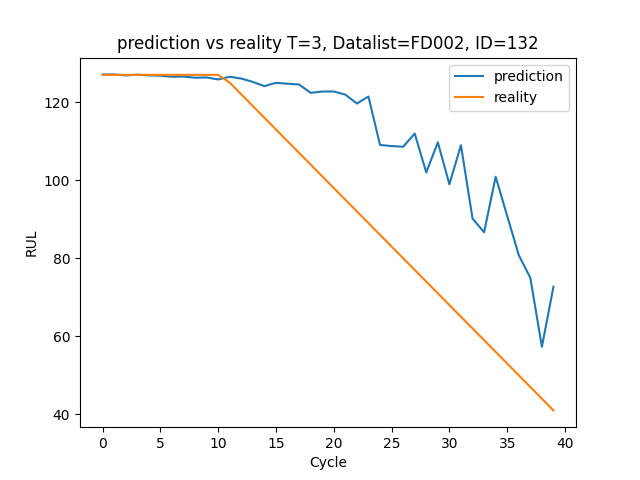 prediction vs reality T=3, Datalist=FD002, ID=132
prediction
reality
RUL
120
100
80
60
40
0 5 10 15 20 25 30 35 40
Cycle